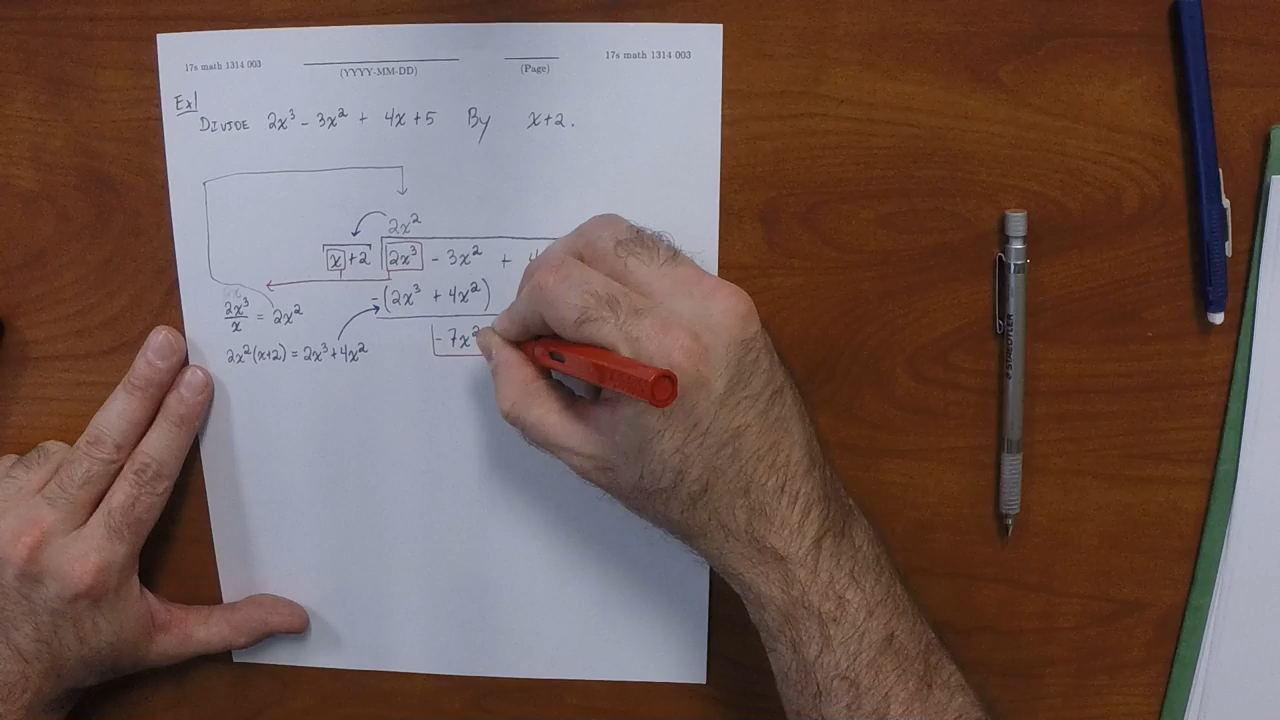 17s math 1314 003 (YYYY-MM-DD) (Page) 17s math 1314 003
Ex1
DIVIDE 2x³ - 3x² + 4x + 5 By x+2.
2x²
x +2 2x³ - 3x² + 4
-(2x³ + 4x²)
2x³/x = 2x²
- 7x²
2x²(x+2) = 2x³+4x²
STAEDTLER